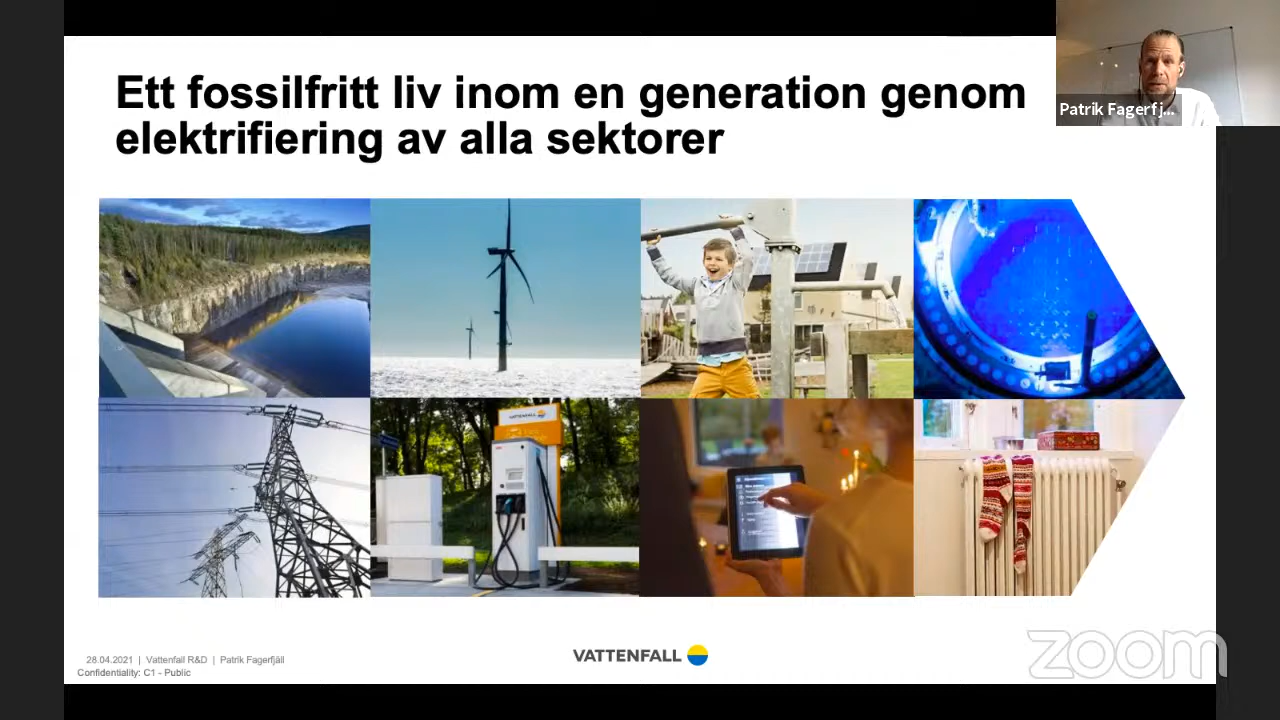 Ett fossilfritt liv inom en generation genom
elektrifiering av alla sektorer
Patrik Fagerfj...
VATTENFALL
28.04.2021 | Vattenfall R&D | Patrik Fagerfjäll
Confidentiality: C1 - Public
VATTENFALL
zoom